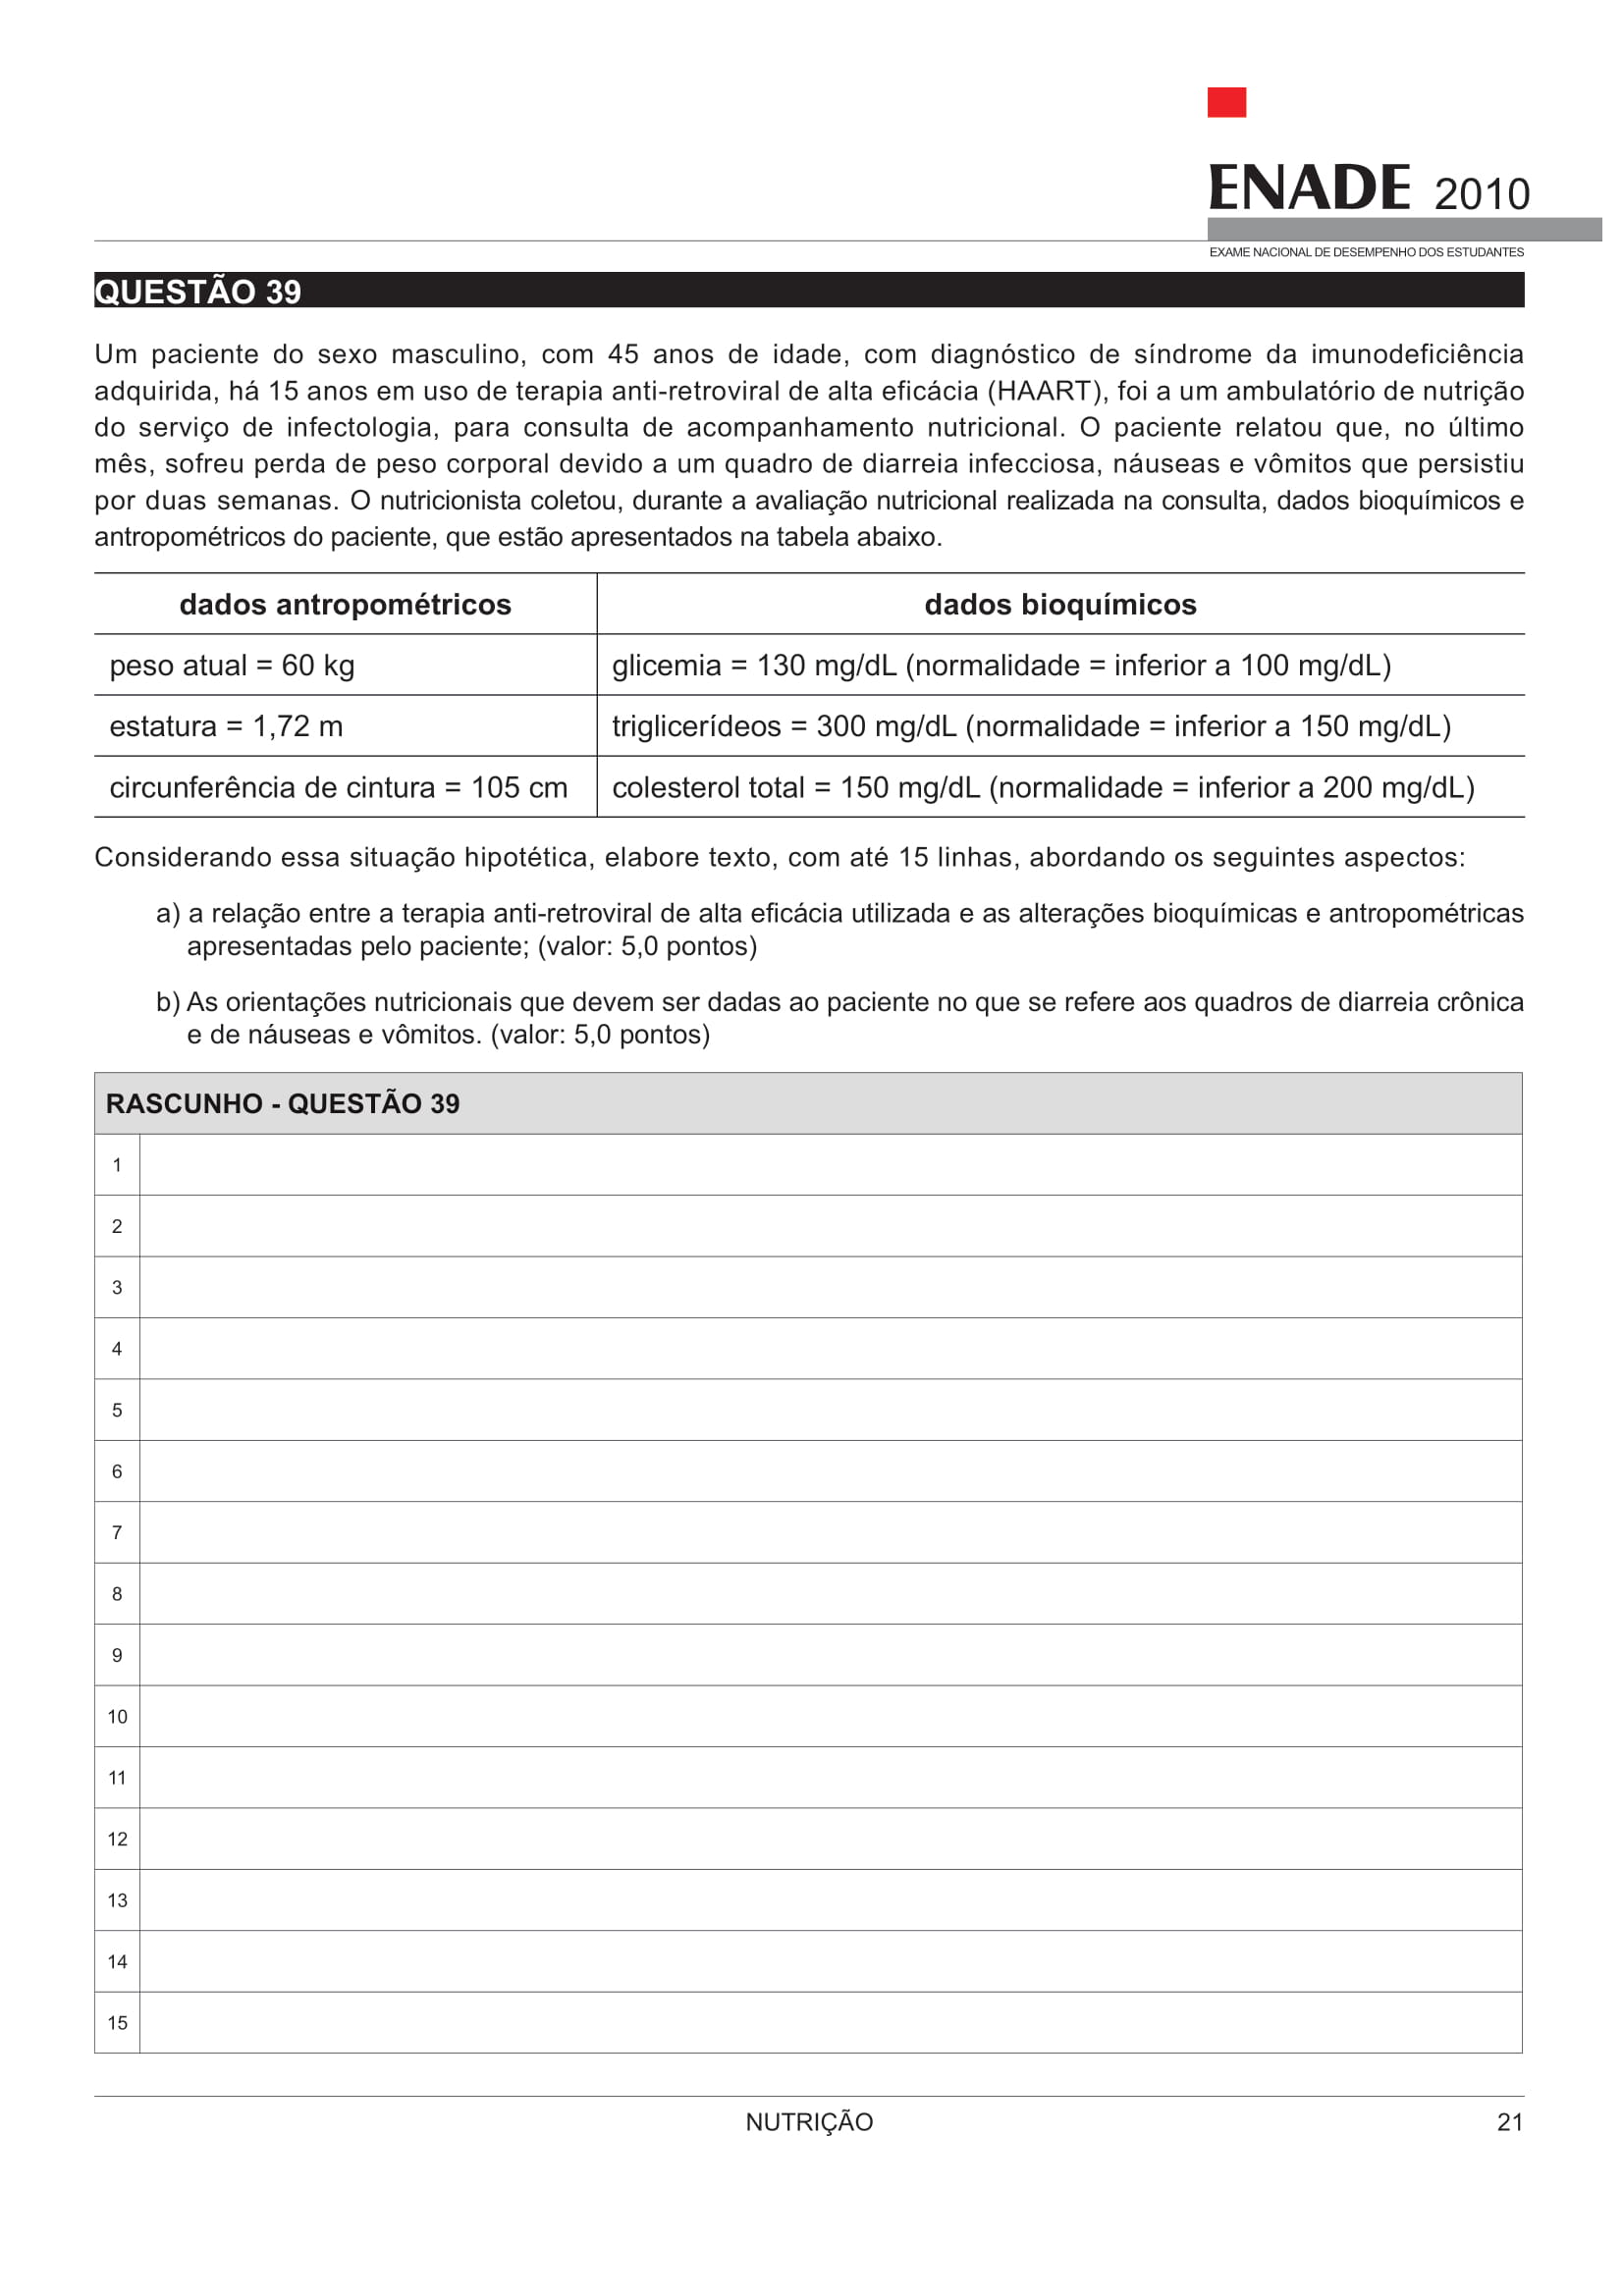 ENADE 2010
EXAME NACIONAL DE DESEMPENHO DOS ESTUDANTES
QUESTÃO 39
Um paciente do sexo masculino, com 45 anos de idade, com diagnóstico de síndrome da imunodeficiência
adquirida, há 15 anos em uso de terapia anti-retroviral de alta eficácia (HAART), foi a um ambulatório de nutrição
do serviço de infectologia, para consulta de acompanhamento nutricional. O paciente relatou que, no último
mês, sofreu perda de peso corporal devido a um quadro de diarreia infecciosa, náuseas e vômitos que persistiu
por duas semanas. O nutricionista coletou, durante a avaliação nutricional realizada na consulta, dados bioquímicos e
antropométricos do paciente, que estão apresentados na tabela abaixo.
dados antropométricos dados bioquímicos
peso atual = 60 kg glicemia = 130 mg/dL (normalidade = inferior a 100 mg/dL)
estatura = 1,72 m triglicerídeos = 300 mg/dL (normalidade = inferior a 150 mg/dL)
circunferência de cintura = 105 cm colesterol total = 150 mg/dL (normalidade = inferior a 200 mg/dL)
Considerando essa situação hipotética, elabore texto, com até 15 linhas, abordando os seguintes aspectos:
a) a relação entre a terapia anti-retroviral de alta eficácia utilizada e as alterações bioquímicas e antropométricas
apresentadas pelo paciente; (valor: 5,0 pontos)
b) As orientações nutricionais que devem ser dadas ao paciente no que se refere aos quadros de diarreia crônica
e de náuseas e vômitos. (valor: 5,0 pontos)
RASCUNHO - QUESTÃO 39
1
2
3
4
5
6
7
8
9
10
11
12
13
14
15
NUTRIÇÃO 21